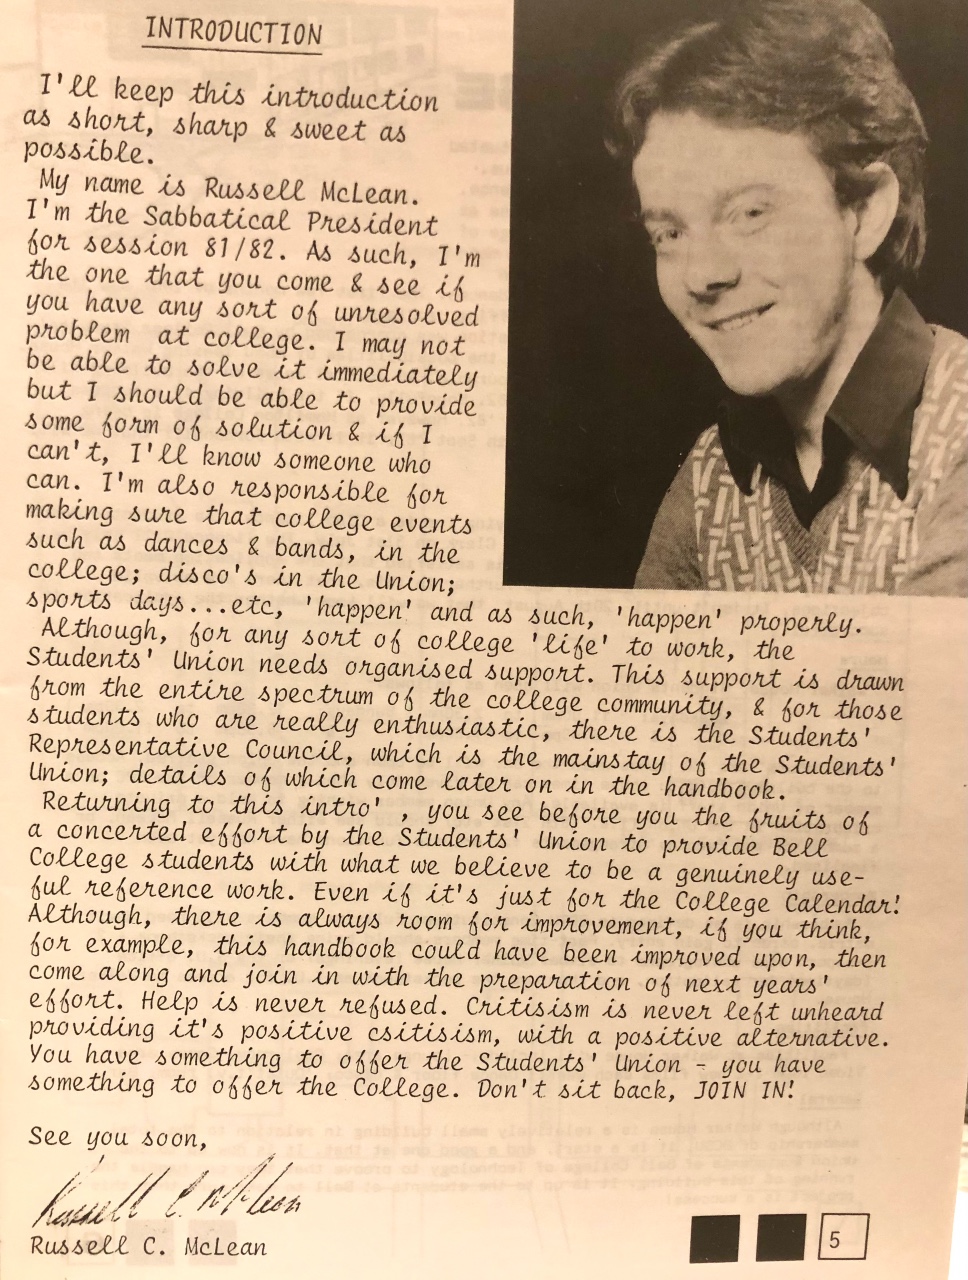 INTRODUCTION
I'll keep this introduction
as short, sharp & sweet as
possible.
My name is Russell McLean.
I'm the Sabbatical President
for session 81/82. As such, I'm
the one that you come & see if
you have any sort of unresolved
problem at college. I may not
be able to solve it immediately
but I should be able to provide
some form of solution & if I
can't, I'll know someone who
can. I'm also responsible for
making sure that college events
such as dances & bands, in the
college; disco's in the Union;
sports days...etc, 'happen' and as such, 'happen' properly.
Although, for any sort of college 'life' to work, the
Students' Union needs organised support. This support is drawn
from the entire spectrum of the college community, & for those
students who are really enthusiastic, there is the Students'
Representative Council, which is the mainstay of the Students'
Union; details of which come later on in the handbook.
Returning to this intro' , you see before you the fruits of
a concerted effort by the Students' Union to provide Bell
College students with what we believe to be a genuinely use-
ful reference work. Even if it's just for the College Calendar!
Although, there is always room for improvement, if you think,
for example, this handbook could have been improved upon, then
come along and join in with the preparation of next years'
effort. Help is never refused. Critisism is never left unheard
providing it's positive csitisism, with a positive alternative.
You have something to offer the Students' Union - you have
something to offer the College. Don't sit back, JOIN IN!
See you soon,
Russell C. McLean
Russell C. McLean
5